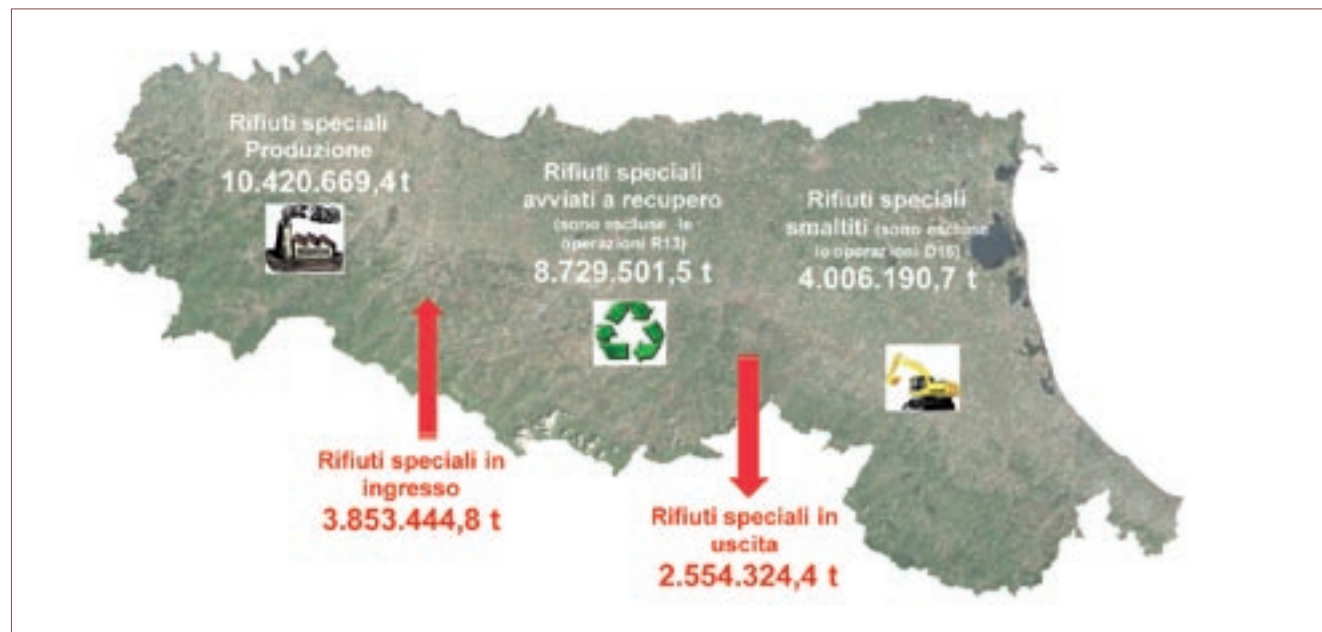 Rifiuti speciali
Produzione
10.420.669,4 t
Rifiuti speciali
avviati a recupero
(sono escluse le
operazioni R13)
8.729.501,5 t
Rifiuti speciali
smaltiti (sono escluse
le operazioni D15)
4.006.190,7 t
Rifiuti speciali in
ingresso
3.853.444,8 t
Rifiuti speciali in
uscita
2.554.324,4 t